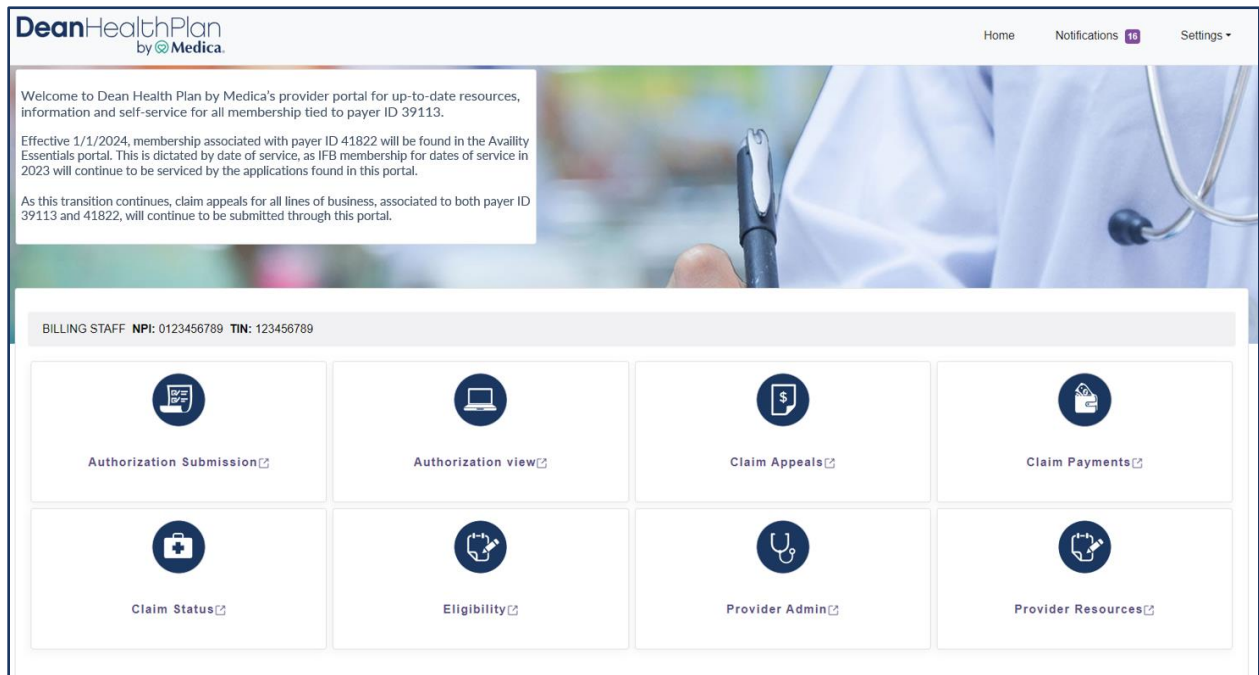 DeanHealthPlan
by Medica.
Home Notifications 16 Settings
Welcome to Dean Health Plan by Medica's provider portal for up-to-date resources,
information and self-service for all membership tied to payer ID 39113.
Effective 1/1/2024, membership associated with payer ID 41822 will be found in the Availity
Essentials portal. This is dictated by date of service, as IFB membership for dates of service in
2023 will continue to be serviced by the applications found in this portal.
As this transition continues, claim appeals for all lines of business, associated to both payer ID
39113 and 41822, will continue to be submitted through this portal.
BILLING STAFF NPI: 0123456789 TIN: 123456789
Authorization Submission Authorization view Claim Appeals Claim Payments
Claim Status Eligibility Provider Admin Provider Resources